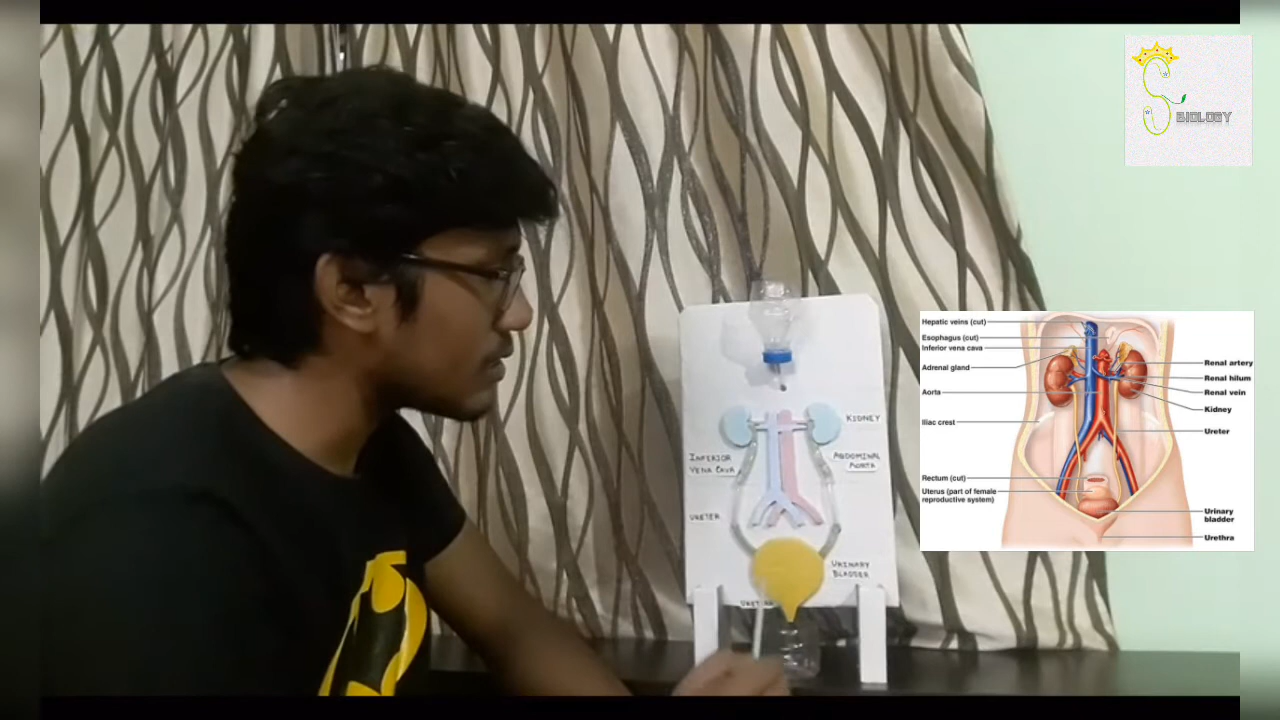 BIOLOGY
KIDNEY
INFERIOR
VENA CAVA
ABDOMINAL
AORTA
URETER
URINARY
BLADDER
URETHRA
Hepatic veins (cut)
Esophagus (cut)
Inferior vena cava
Adrenal gland
Aorta
Iliac crest
Rectum (cut)
Uterus (part of female
reproductive system)
Renal artery
Renal hilum
Renal vein
Kidney
Ureter
Urinary
bladder
Urethra